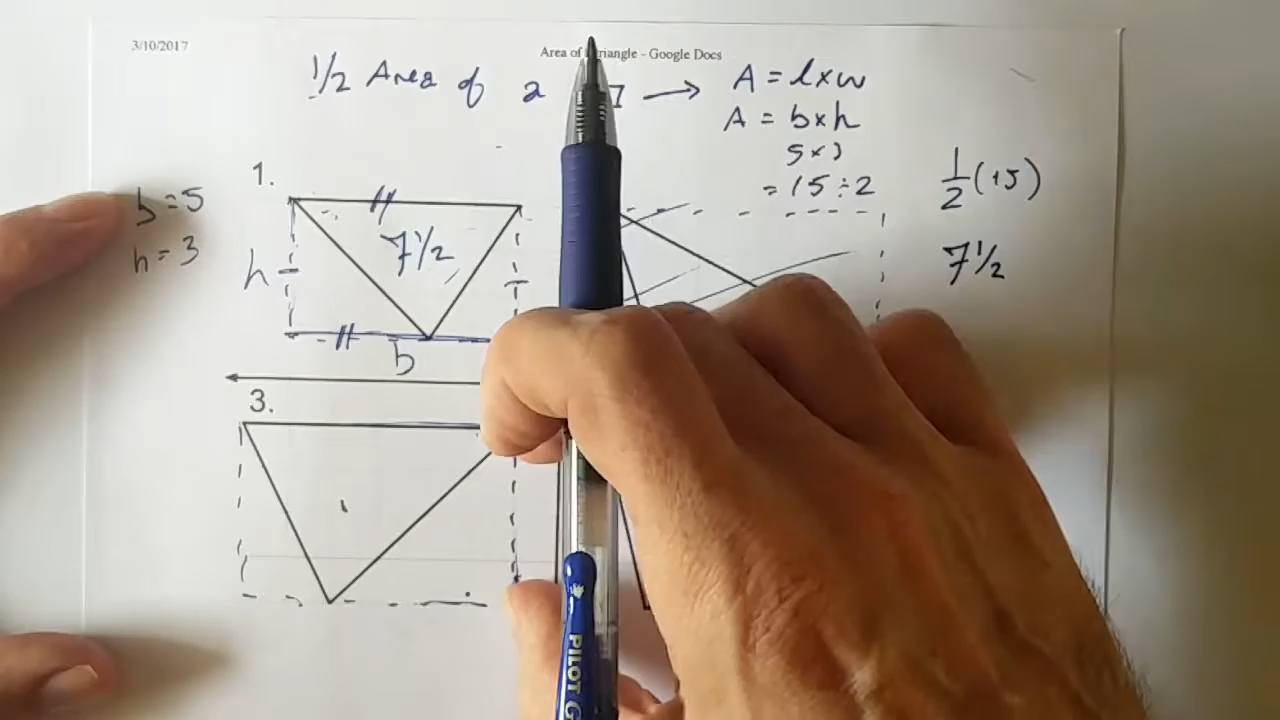 3/10/2017
Area of Triangle - Google Docs
1/2 Area of a → A = l x w
A = b x h
5 x 3
= 15 ÷ 2
1/2 (15)
7 1/2
b = 5
h = 3
1.
7 1/2
h
b
3.
PILOT G